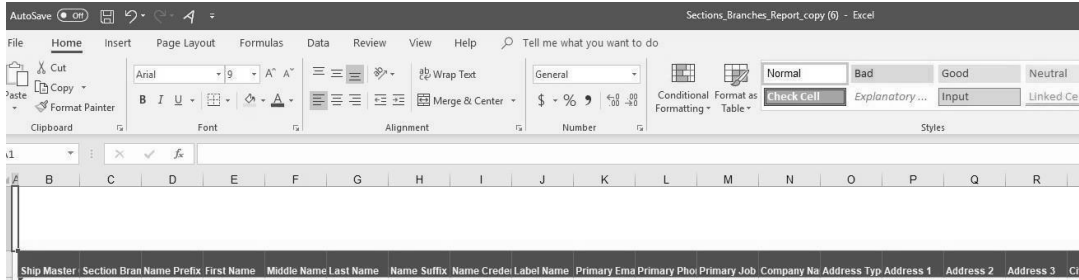 AutoSave Off Sections_Branches_Report_copy (6) - Excel
File Home Insert Page Layout Formulas Data Review View Help Tell me what you want to do
Cut Arial 9 A A Wrap Text General Normal Bad Good Neutral
Paste Copy B I U A Merge & Center $ % 9 .00 Conditional Formatting Format as Table Check Cell Explanatory ... Input Linked Ce
Format Painter
Clipboard Font Alignment Number Styles
A1 fx
A B C D E F G H I J K L M N O P Q R
Ship Master Section Bran Name Prefix First Name Middle Name Last Name Name Suffix Name Crede Label Name Primary Ema Primary Pho Primary Job Company Na Address Typ Address 1 Address 2 Address 3 Ci